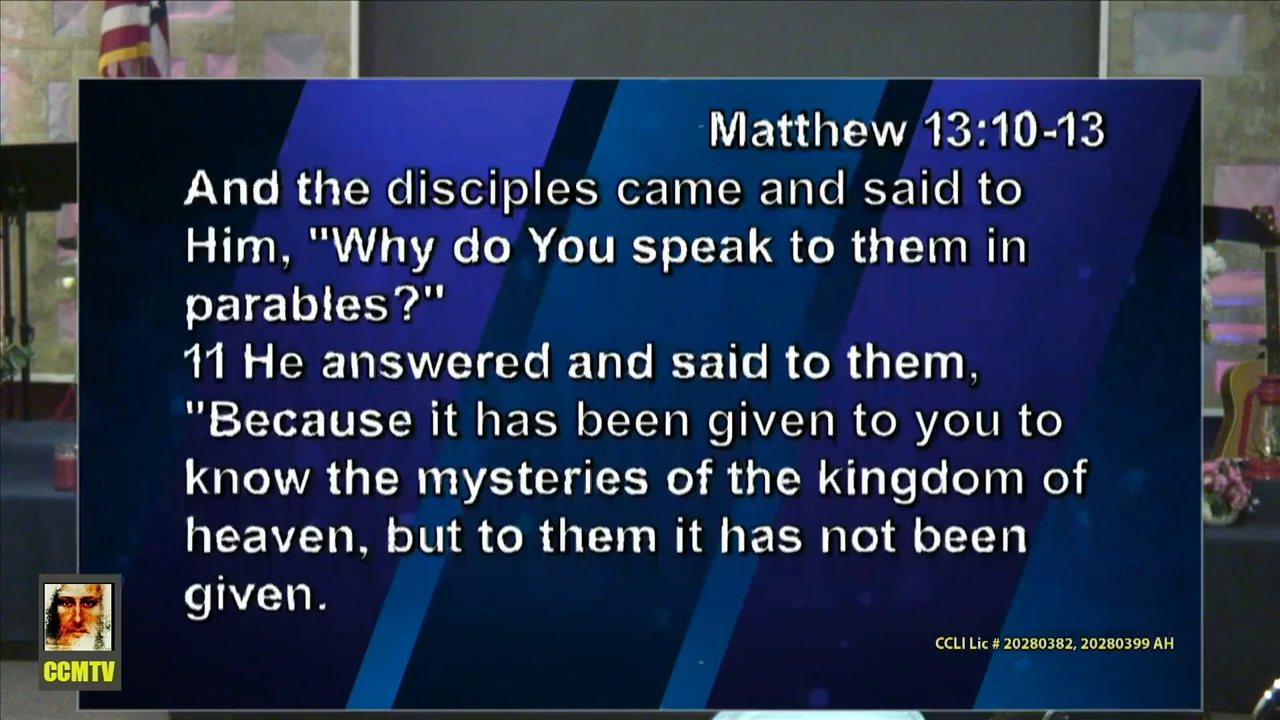 Matthew 13:10-13
And the disciples came and said to
Him, "Why do You speak to them in
parables?"
11 He answered and said to them,
"Because it has been given to you to
know the mysteries of the kingdom of
heaven, but to them it has not been
given.
CCLI Lic # 20280382, 20280399 AH
CCMTV